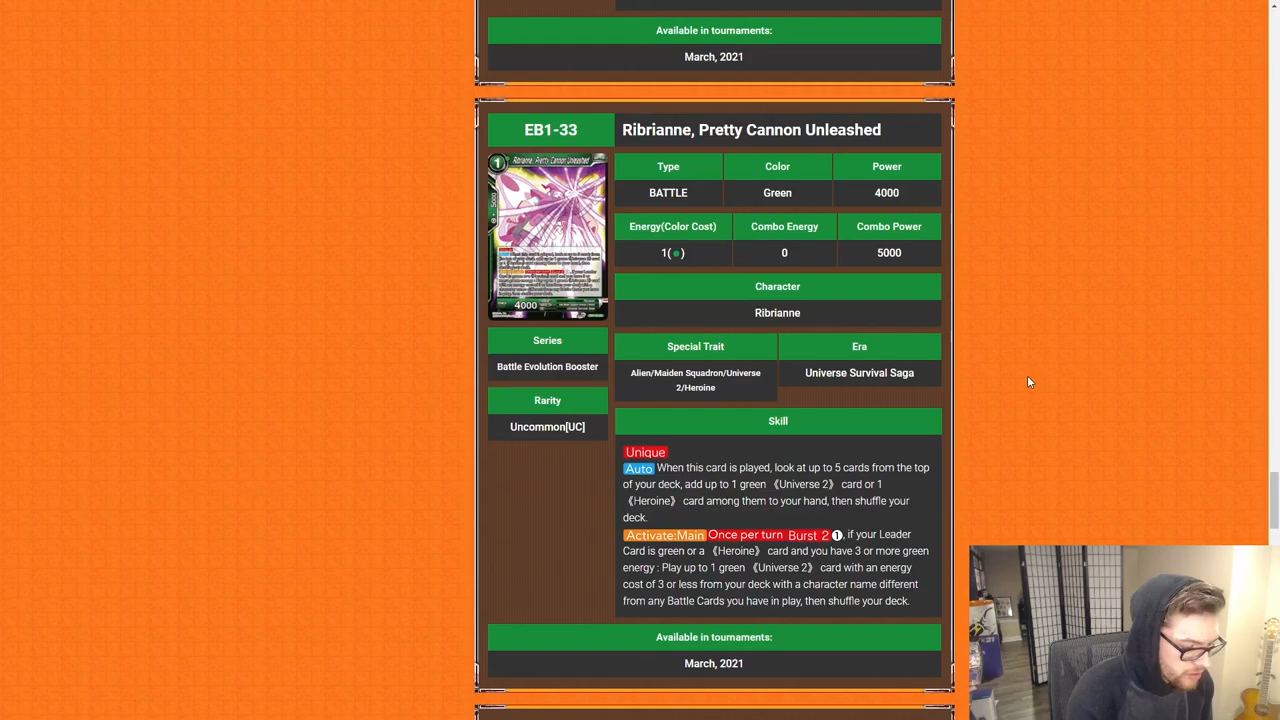 Available in tournaments:
March, 2021
EB1-33
Ribrianne, Pretty Cannon Unleashed
1
Ribrianne, Pretty Cannon Unleashed
5000
4000
Type
Color
Power
BATTLE
Green
4000
Energy(Color Cost)
Combo Energy
Combo Power
1( )
0
5000
Character
Ribrianne
Series
Battle Evolution Booster
Rarity
Uncommon[UC]
Special Trait
Era
Alien/Maiden Squadron/Universe
2/Heroine
Universe Survival Saga
Skill
Unique
Auto When this card is played, look at up to 5 cards from the top
of your deck, add up to 1 green 《Universe 2》 card or 1
《Heroine》 card among them to your hand, then shuffle your
deck.
Activate:Main Once per turn Burst 2 ❶, if your Leader
Card is green or a 《Heroine》 card and you have 3 or more green
energy : Play up to 1 green 《Universe 2》 card with an energy
cost of 3 or less from your deck with a character name different
from any Battle Cards you have in play, then shuffle your deck.
Available in tournaments:
March, 2021